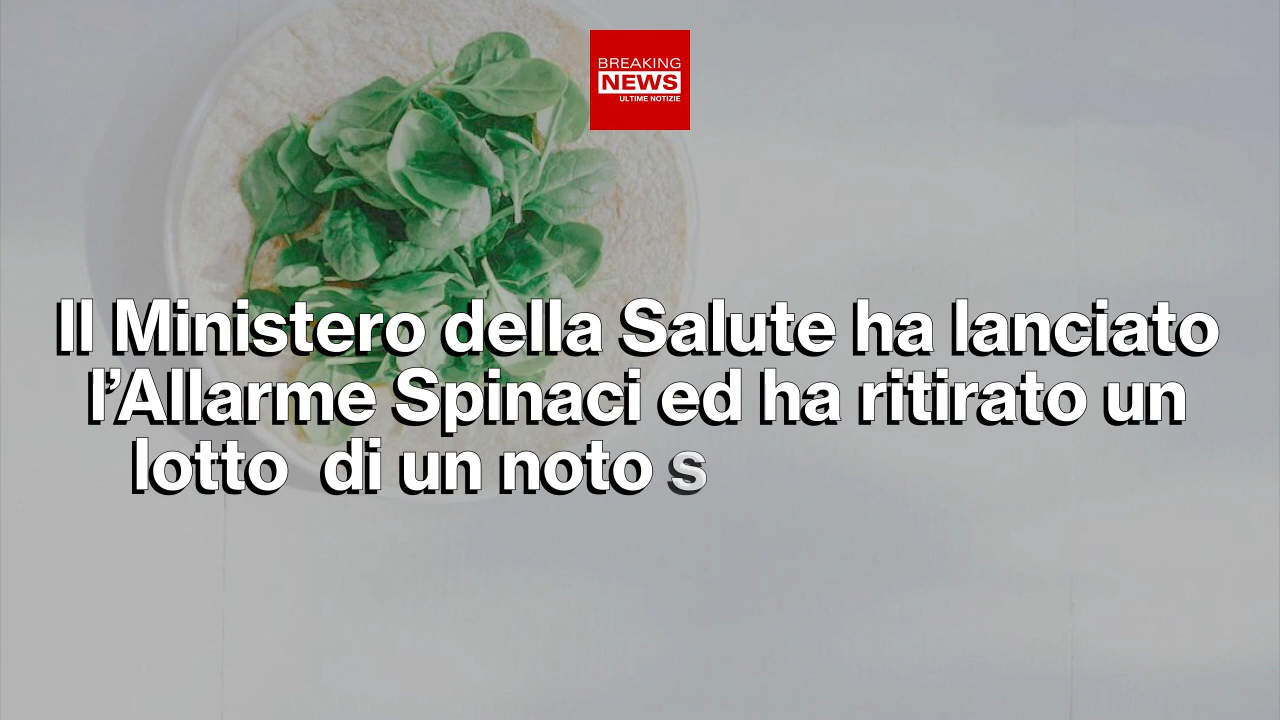 BREAKING
NEWS
ULTIME NOTIZIE
Il Ministero della Salute ha lanciato
l’Allarme Spinaci ed ha ritirato un
lotto  di un noto s